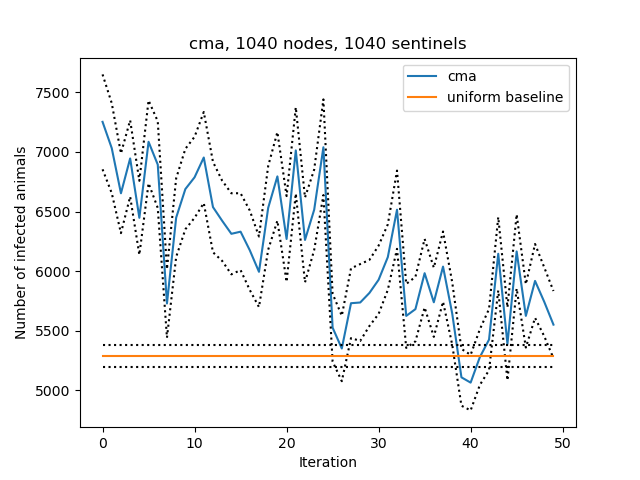 cma, 1040 nodes, 1040 sentinels
cma
uniform baseline
Number of infected animals
7500
7000
6500
6000
5500
5000
0 10 20 30 40 50
Iteration